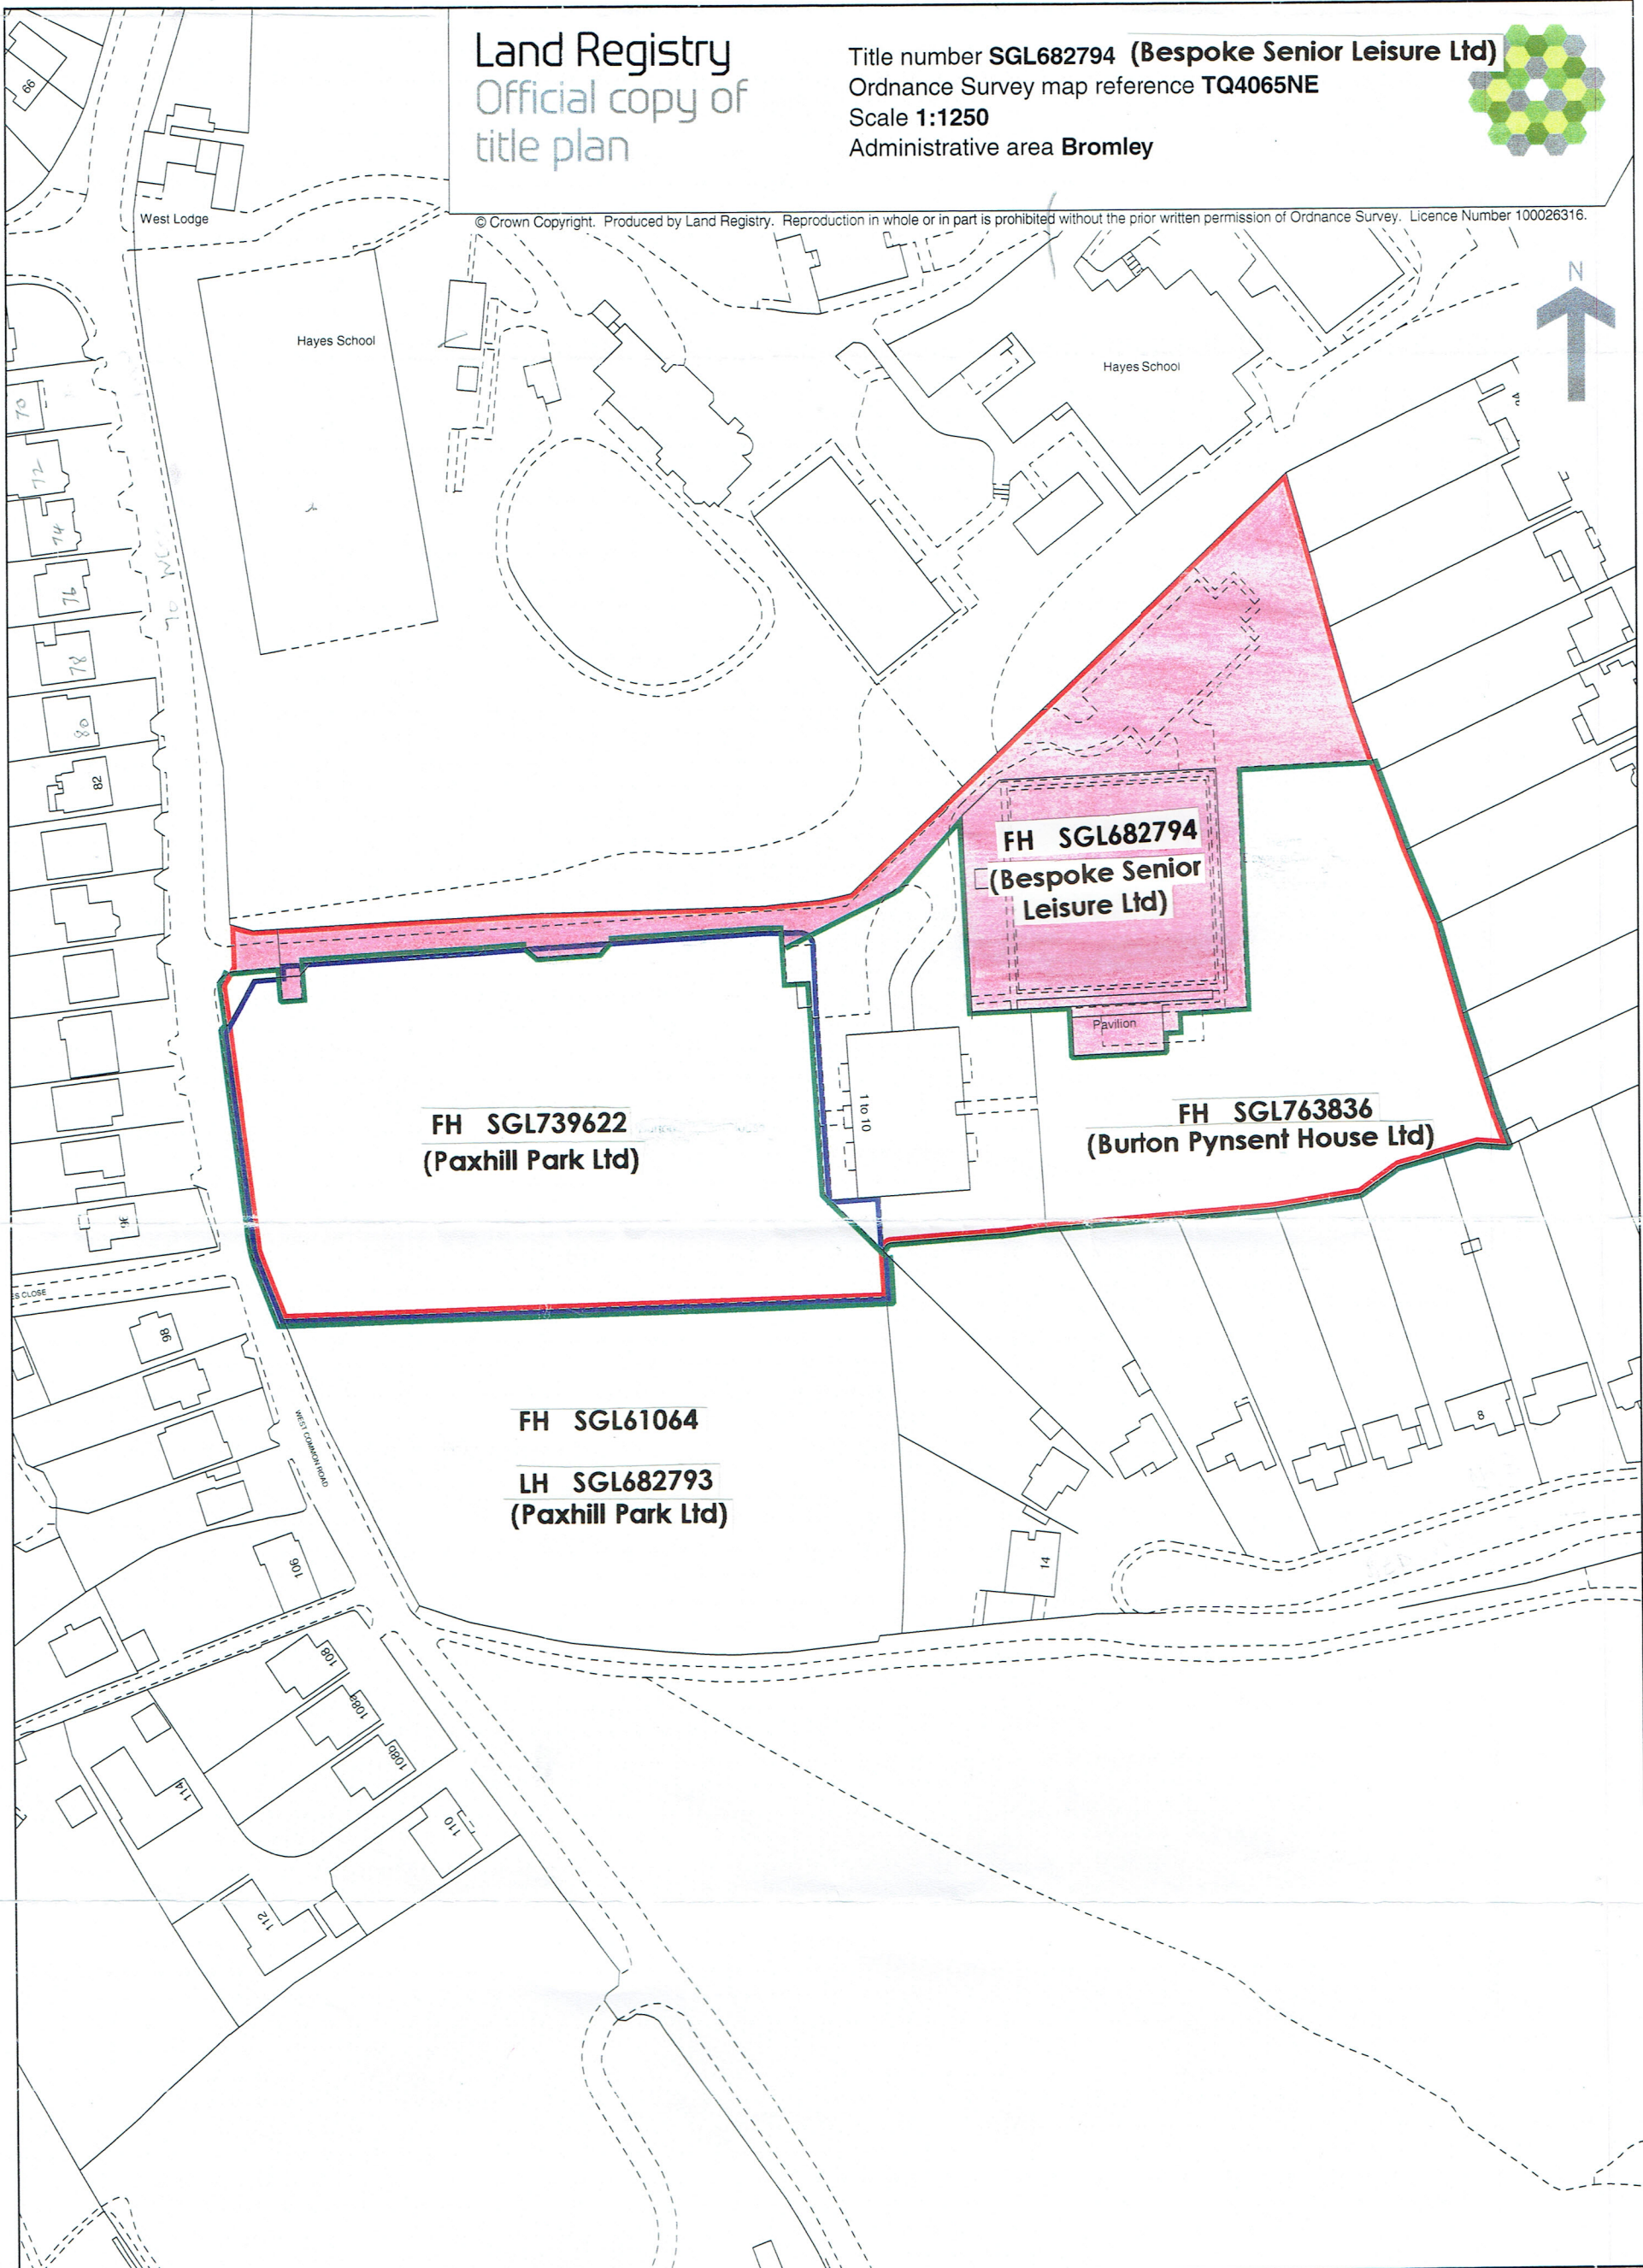 Land Registry
Official copy of
title plan
Title number SGL682794 (Bespoke Senior Leisure Ltd)
Ordnance Survey map reference TQ4065NE
Scale 1:1250
Administrative area Bromley
© Crown Copyright. Produced by Land Registry. Reproduction in whole or in part is prohibited without the prior written permission of Ordnance Survey. Licence Number 100026316.
66
West Lodge
N
Hayes School
Hayes School
70
72
74
76
78
80
82
FH SGL682794
(Bespoke Senior
Leisure Ltd)
Pavilion
1 to 10
FH SGL739622
(Paxhill Park Ltd)
FH SGL763836
(Burton Pynsent House Ltd)
96
ES CLOSE
98
WEST COMMON ROAD
FH SGL61064
LH SGL682793
(Paxhill Park Ltd)
8
14
106
108
108a
108b
114
110
112